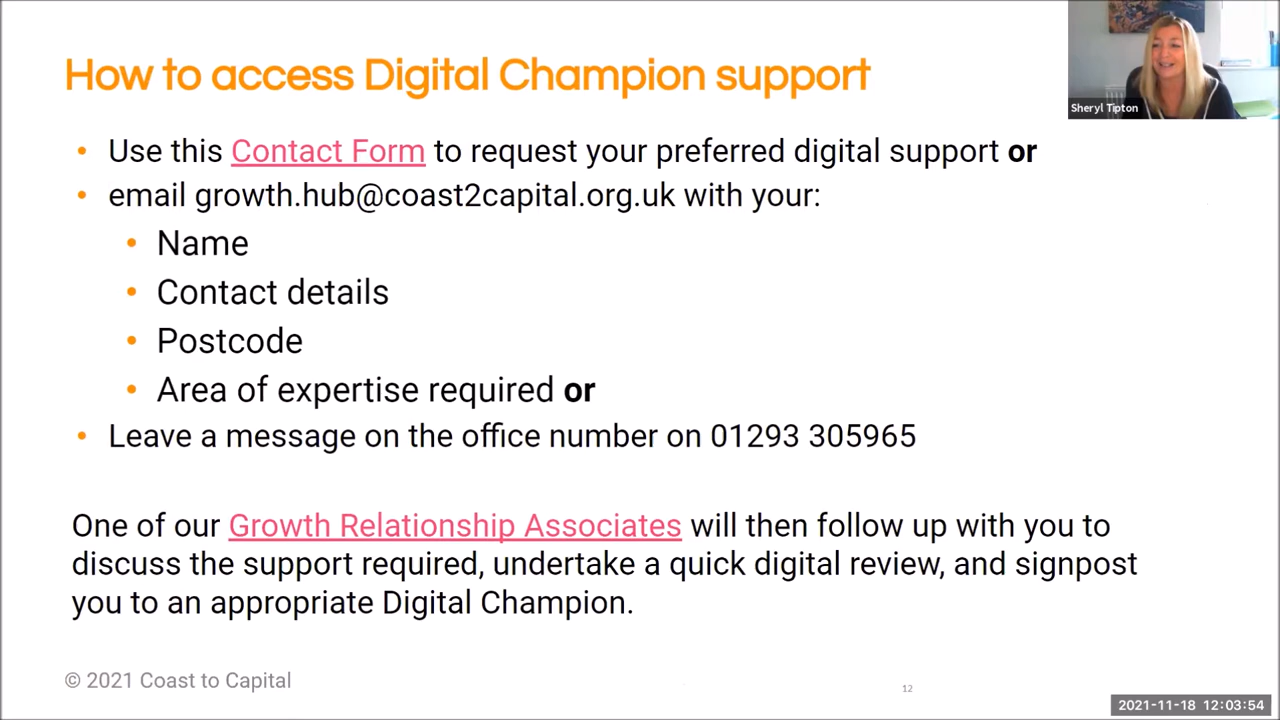 How to access Digital Champion support
Sheryl Tipton
• Use this Contact Form to request your preferred digital support or
• email growth.hub@coast2capital.org.uk with your:
• Name
• Contact details
• Postcode
• Area of expertise required or
• Leave a message on the office number on 01293 305965
One of our Growth Relationship Associates will then follow up with you to
discuss the support required, undertake a quick digital review, and signpost
you to an appropriate Digital Champion.
© 2021 Coast to Capital
12
2021-11-18 12:03:54